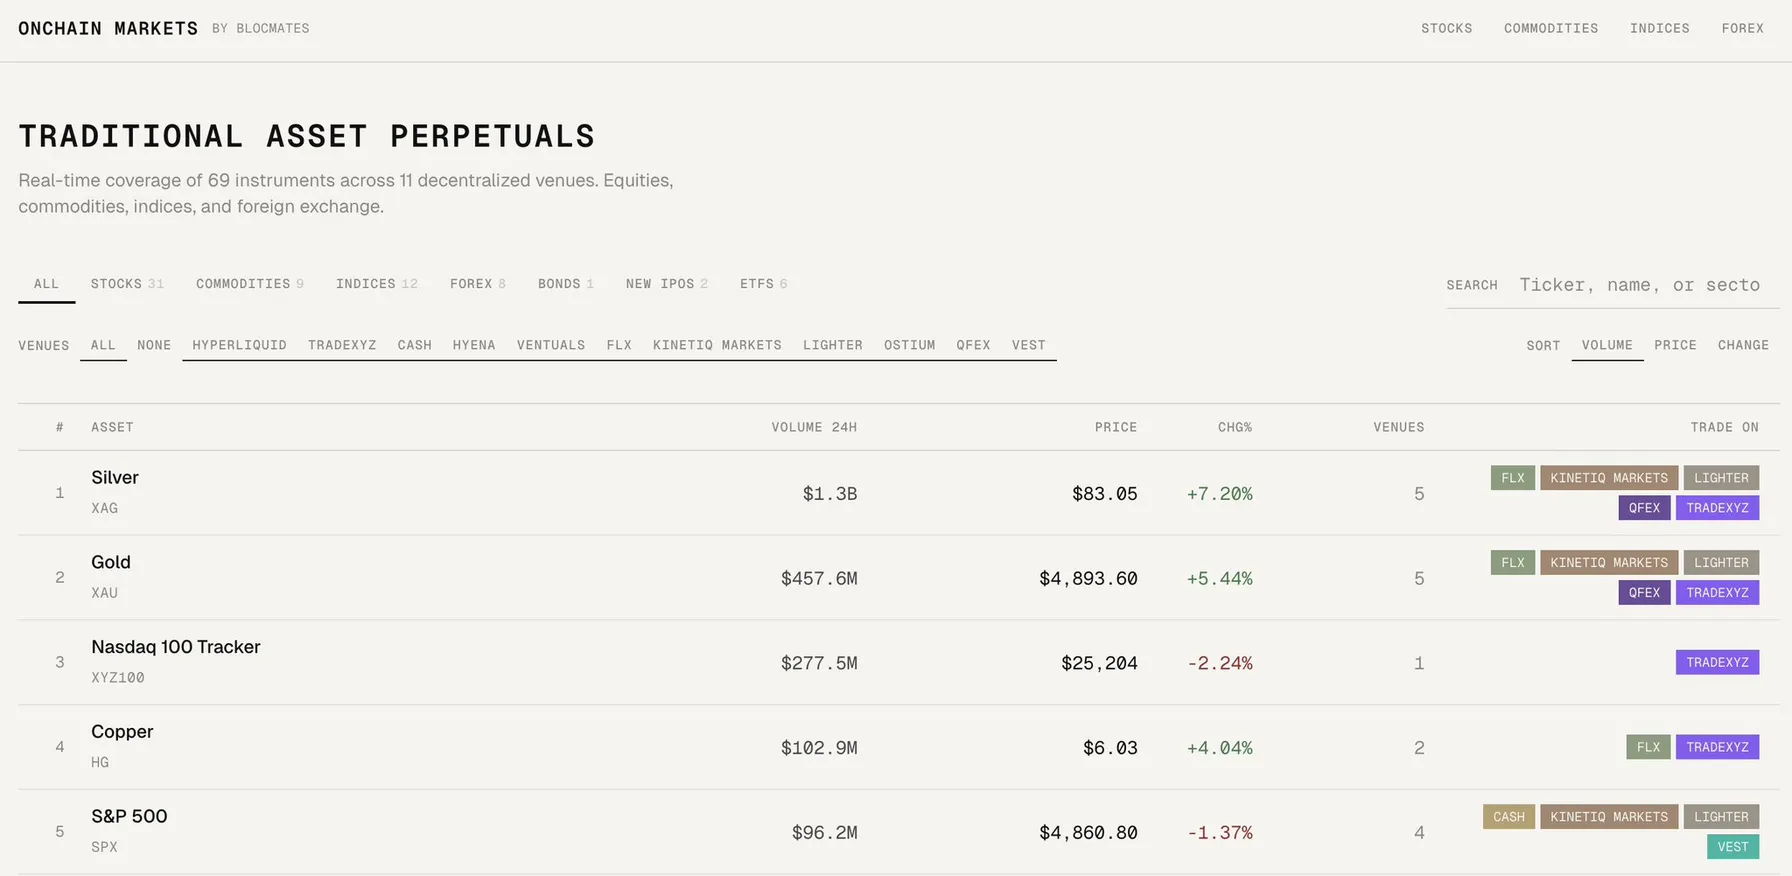 ONCHAIN MARKETS BY BLOCMATES STOCKS COMMODITIES INDICES FOREX
TRADITIONAL ASSET PERPETUALS
Real-time coverage of 69 instruments across 11 decentralized venues. Equities,
commodities, indices, and foreign exchange.
ALL STOCKS 31 COMMODITIES 9 INDICES 12 FOREX 8 BONDS 1 NEW IPOS 2 ETFS 6 SEARCH Ticker, name, or secto
VENUES ALL NONE HYPERLIQUID TRADEXYZ CASH HYENA VENTUALS FLX KINETIQ MARKETS LIGHTER OSTIUM QFEX VEST SORT VOLUME PRICE CHANGE
# ASSET VOLUME 24H PRICE CHG% VENUES TRADE ON
1 Silver XAG $1.3B $83.05 +7.20% 5 FLX KINETIQ MARKETS LIGHTER
QFEX TRADEXYZ
2 Gold XAU $457.6M $4,893.60 +5.44% 5 FLX KINETIQ MARKETS LIGHTER
QFEX TRADEXYZ
3 Nasdaq 100 Tracker XYZ100 $277.5M $25,204 -2.24% 1 TRADEXYZ
4 Copper HG $102.9M $6.03 +4.04% 2 FLX TRADEXYZ
5 S&P 500 SPX $96.2M $4,860.80 -1.37% 4 CASH KINETIQ MARKETS LIGHTER
VEST